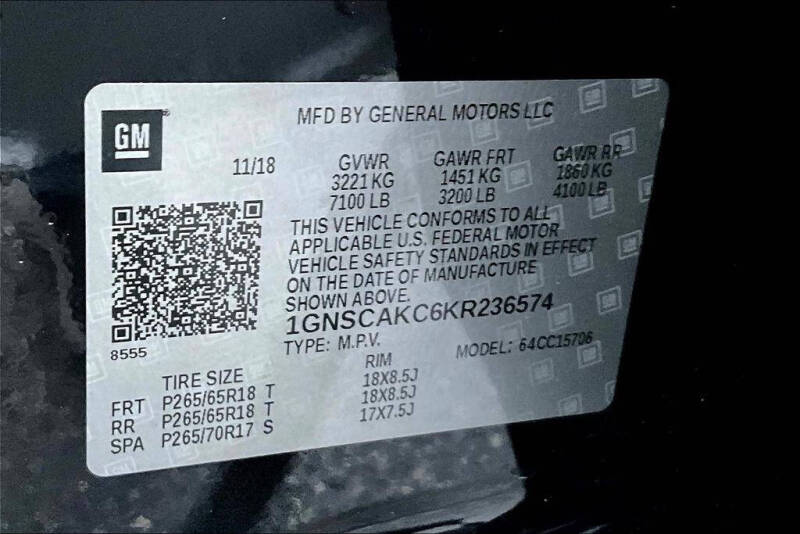 GM
MFD BY GENERAL MOTORS LLC
11/18
GVWR GAWR FRT GAWR RR
3221 KG 1451 KG 1860 KG
7100 LB 3200 LB 4100 LB
THIS VEHICLE CONFORMS TO ALL
APPLICABLE U.S. FEDERAL MOTOR
VEHICLE SAFETY STANDARDS IN EFFECT
ON THE DATE OF MANUFACTURE
SHOWN ABOVE.
1GNSCAKC6KR236574
8555
TYPE: M.P.V. MODEL: 64CC15706
TIRE SIZE RIM
FRT P265/65R18 T 18X8.5J
RR P265/65R18 T 18X8.5J
SPA P265/70R17 S 17X7.5J